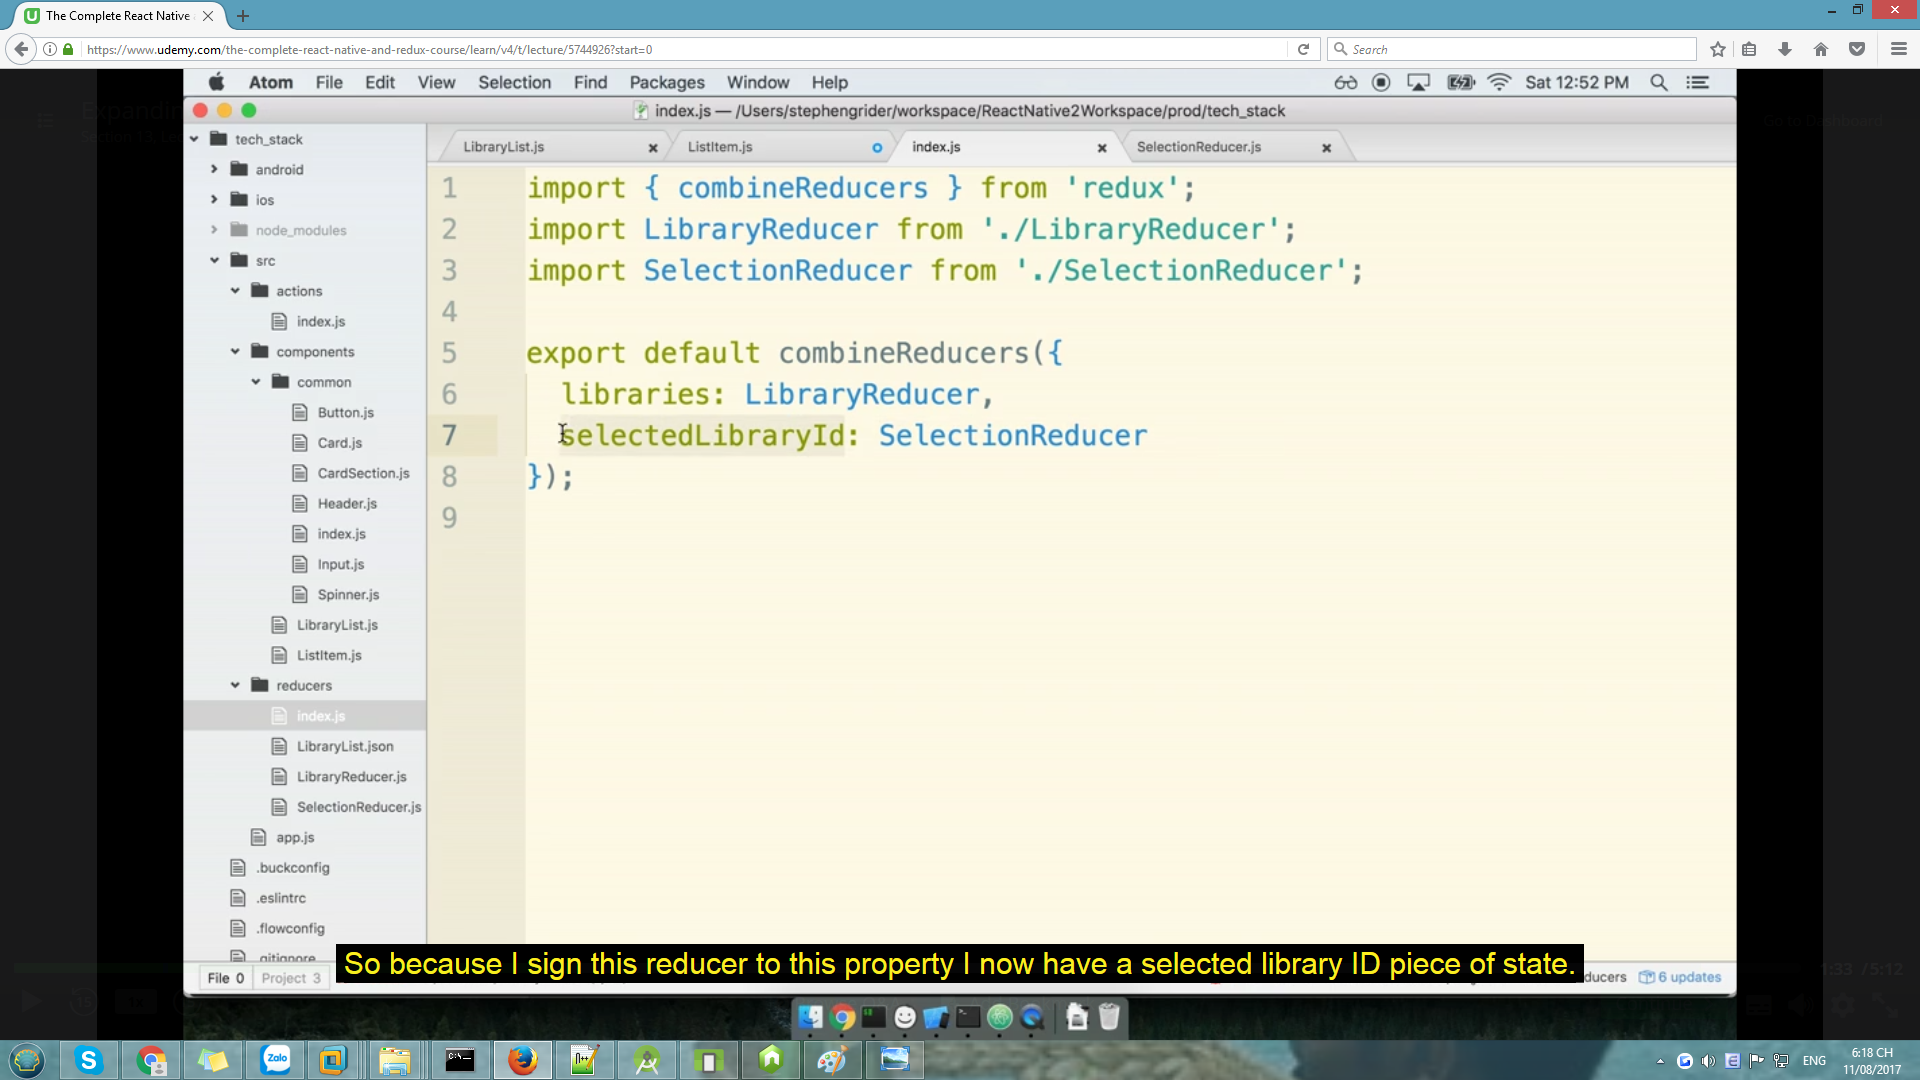 The Complete React Native
https://www.udemy.com/the-complete-react-native-and-redux-course/learn/v4/t/lecture/5744926?start=0
Search
Atom File Edit View Selection Find Packages Window Help
Sat 12:52 PM
index.js — /Users/stephengrider/workspace/ReactNative2Workspace/prod/tech_stack
LibraryList.js
ListItem.js
index.js
SelectionReducer.js
tech_stack
android
ios
node_modules
src
actions
index.js
components
common
Button.js
Card.js
CardSection.js
Header.js
index.js
Input.js
Spinner.js
LibraryList.js
ListItem.js
reducers
index.js
LibraryList.json
LibraryReducer.js
SelectionReducer.js
app.js
.buckconfig
.eslintrc
.flowconfig
.gitignore
1 import { combineReducers } from 'redux';
2 import LibraryReducer from './LibraryReducer';
3 import SelectionReducer from './SelectionReducer';
4
5 export default combineReducers({
6 libraries: LibraryReducer,
7 selectedLibraryId: SelectionReducer
8 });
9
File 0 Project 3
6 updates
So because I sign this reducer to this property I now have a selected library ID piece of state.
1:33 / 5:12
Zalo
ENG
6:18 CH
11/08/2017